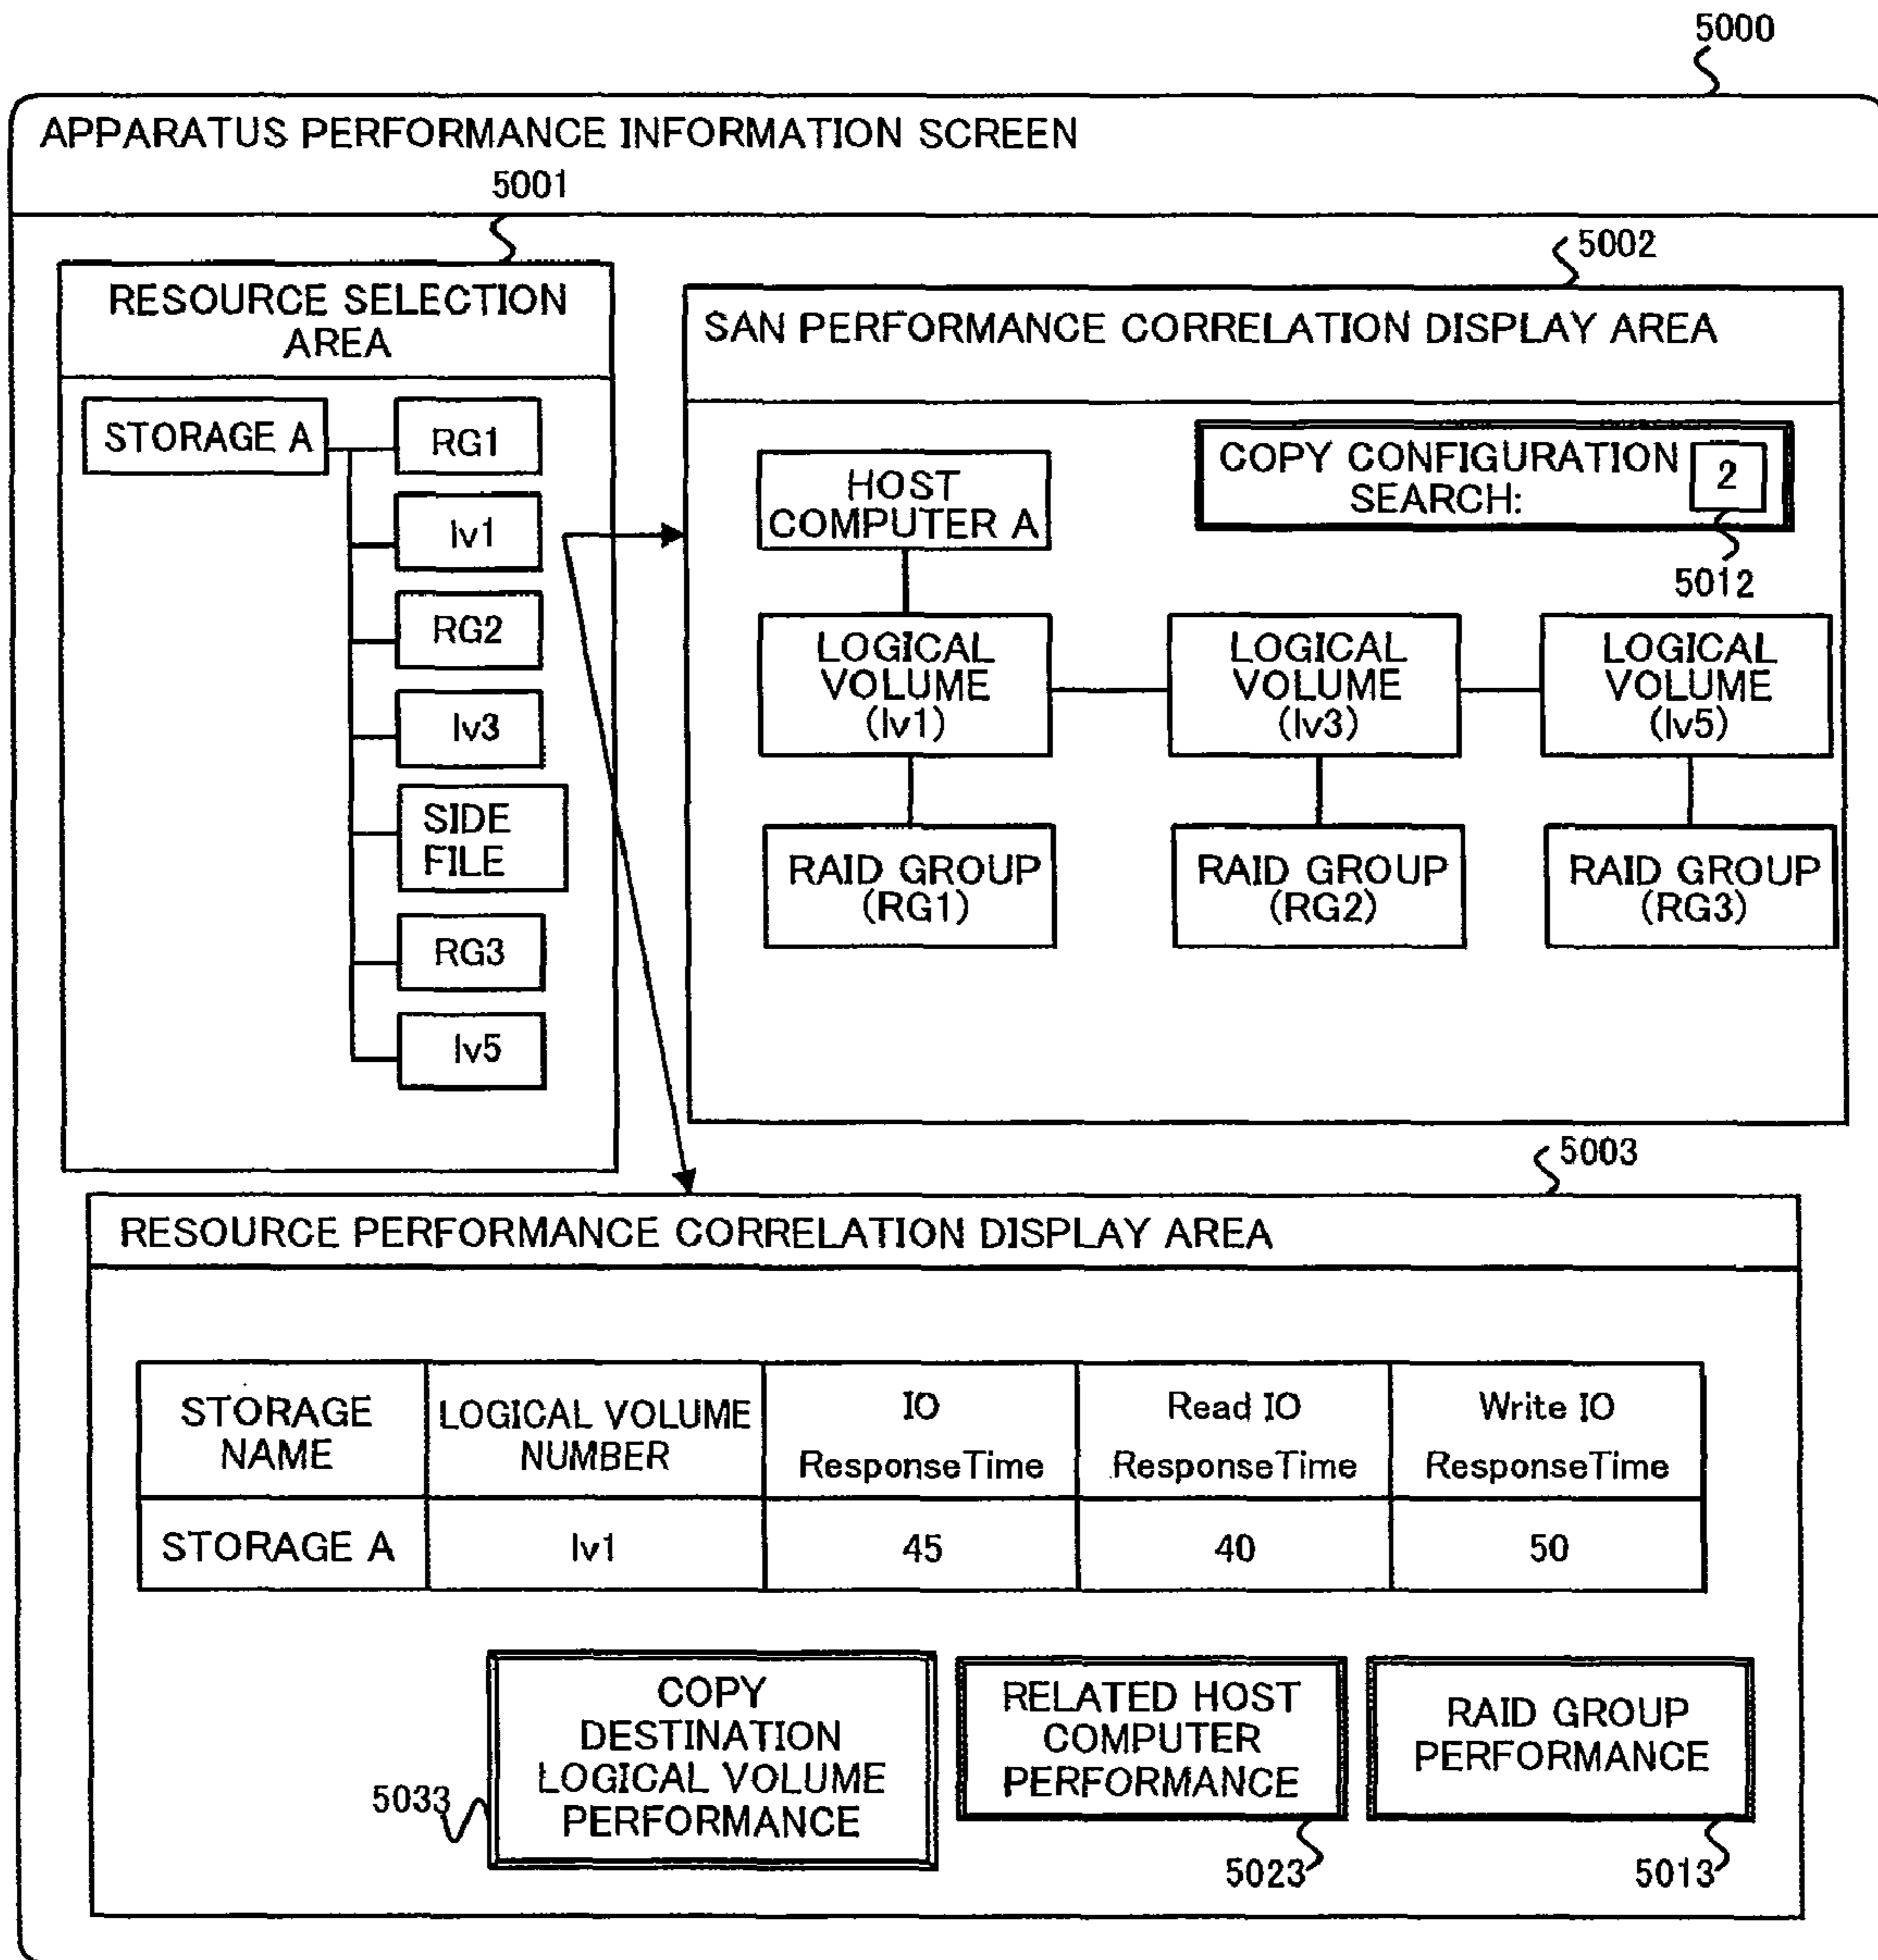 5000
APPARATUS PERFORMANCE INFORMATION SCREEN
5001
RESOURCE SELECTION
AREA
STORAGE A
RG1
lv1
RG2
lv3
SIDE
FILE
RG3
lv5
5002
SAN PERFORMANCE CORRELATION DISPLAY AREA
COPY CONFIGURATION
SEARCH:
2
5012
HOST
COMPUTER A
LOGICAL
VOLUME
(lv1)
LOGICAL
VOLUME
(lv3)
LOGICAL
VOLUME
(lv5)
RAID GROUP
(RG1)
RAID GROUP
(RG2)
RAID GROUP
(RG3)
5003
RESOURCE PERFORMANCE CORRELATION DISPLAY AREA
STORAGE
NAME
LOGICAL VOLUME
NUMBER
IO
ResponseTime
Read IO
ResponseTime
Write IO
ResponseTime
STORAGE A
lv1
45
40
50
COPY
DESTINATION
LOGICAL VOLUME
PERFORMANCE
5033
RELATED HOST
COMPUTER
PERFORMANCE
5023
RAID GROUP
PERFORMANCE
5013